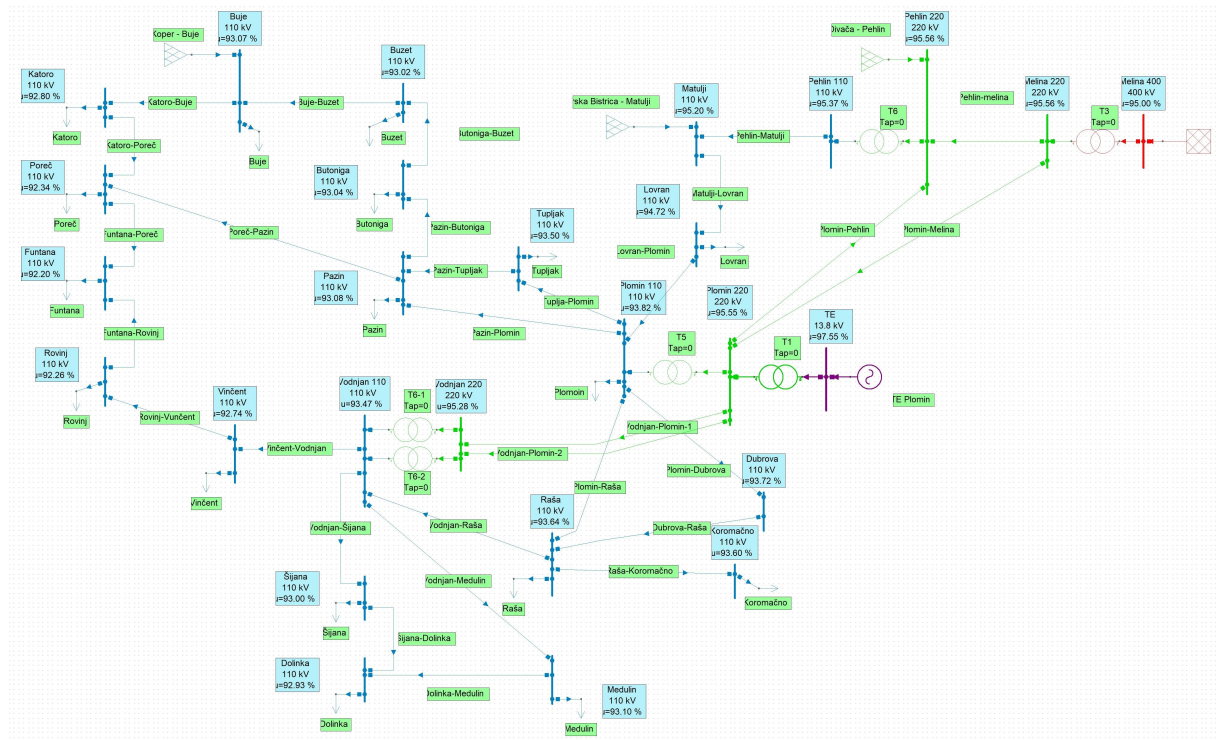 Buje
110 kV
u=93.07 %
Koper - Buje
Pehlin 220
220 kV
u=95.56 %
Divača - Pehlin
Buzet
110 kV
u=93.02 %
Katoro
110 kV
u=92.80 %
Matulji
110 kV
u=95.20 %
Pehlin 110
110 kV
u=95.37 %
Melina 220
220 kV
u=95.56 %
Melina 400
400 kV
u=95.00 %
Pehlin-melina
T6
Tap=0
T3
Tap=0
rska Bistrica - Matulji
Katoro-Buje
Buje-Buzet
Katoro
Buzet
Butoniga-Buzet
Pehlin-Matulji
Katoro-Poreč
Buje
Poreč
110 kV
u=92.34 %
Butoniga
110 kV
u=93.04 %
Lovran
110 kV
u=94.72 %
Matulji-Lovran
Poreč
Butoniga
Tupljak
110 kV
u=93.50 %
Funtana-Poreč
Poreč-Pazin
Pazin-Butoniga
Plomin-Pehlin
Plomin-Melina
Funtana
110 kV
u=92.20 %
Lovran-Plomin
Lovran
Pazin
110 kV
u=93.08 %
Pazin-Tupljak
Tupljak
Plomin 110
110 kV
u=93.82 %
Plomin 220
220 kV
u=95.55 %
Tuplja-Plomin
Funtana
TE
13.8 kV
u=97.55 %
Funtana-Rovinj
Pazin
Pazin-Plomin
T5
Tap=0
T1
Tap=0
Rovinj
110 kV
u=92.26 %
Plomoin
TE Plomin
Vinčent
110 kV
u=92.74 %
Vodnjan 110
110 kV
u=93.47 %
T6-1
Tap=0
Vodnjan 220
220 kV
u=95.28 %
Rovinj
Rovinj-Vunčent
Vodnjan-Plomin-1
Vinčent-Vodnjan
Vodnjan-Plomin-2
T6-2
Tap=0
Plomin-Dubrova
Dubrova
110 kV
u=93.72 %
Plomin-Raša
Vinčent
Raša
110 kV
u=93.64 %
Vodnjan-Šijana
Vodnjan-Raša
Dubrova-Raša
Koromačno
110 kV
u=93.60 %
Raša-Koromačno
Šijana
110 kV
u=93.00 %
Vodnjan-Medulin
Raša
Koromačno
Šijana
Šijana-Dolinka
Dolinka
110 kV
u=92.93 %
Dolinka-Medulin
Medulin
110 kV
u=93.10 %
Dolinka
Medulin